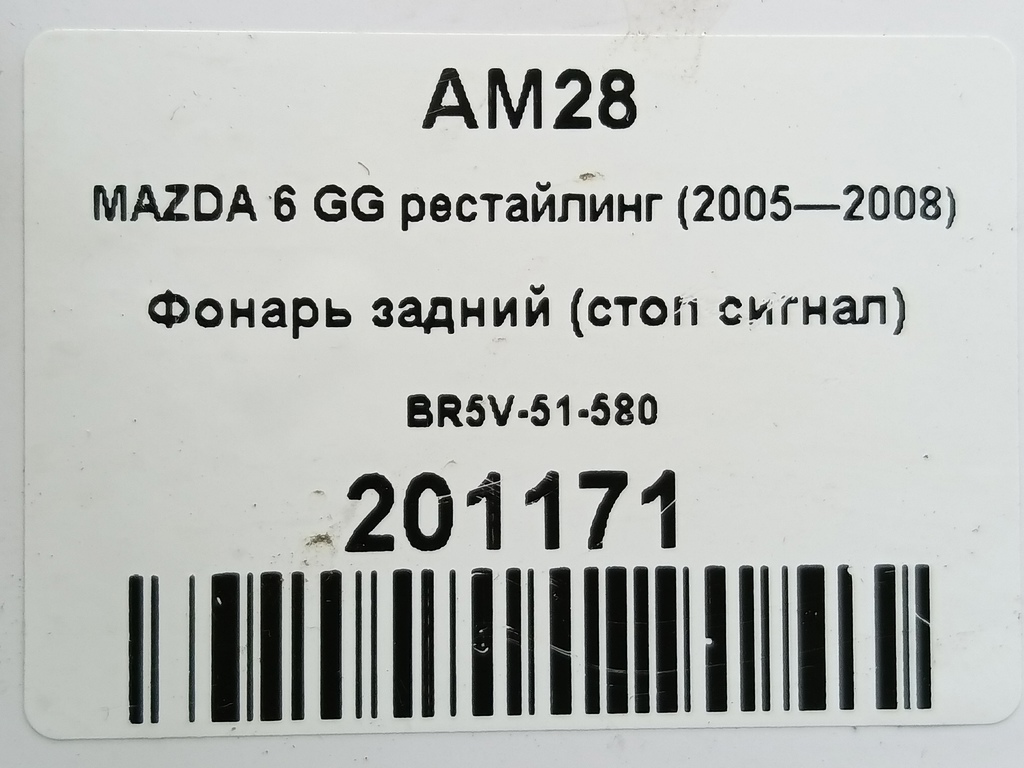 AM28
MAZDA 6 GG рестайлинг (2005—2008)
Фонарь задний (стоп сигнал)
BR5V-51-580
201171